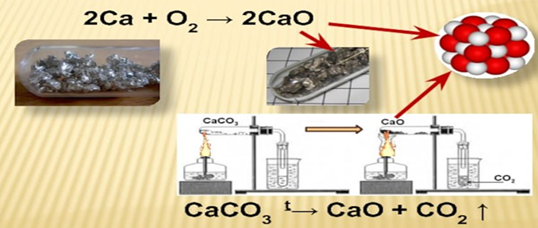 2Ca + O₂ → 2CaO
CaCO₃
CaO
CO₂
CaCO₃ t→ CaO + CO₂ ↑